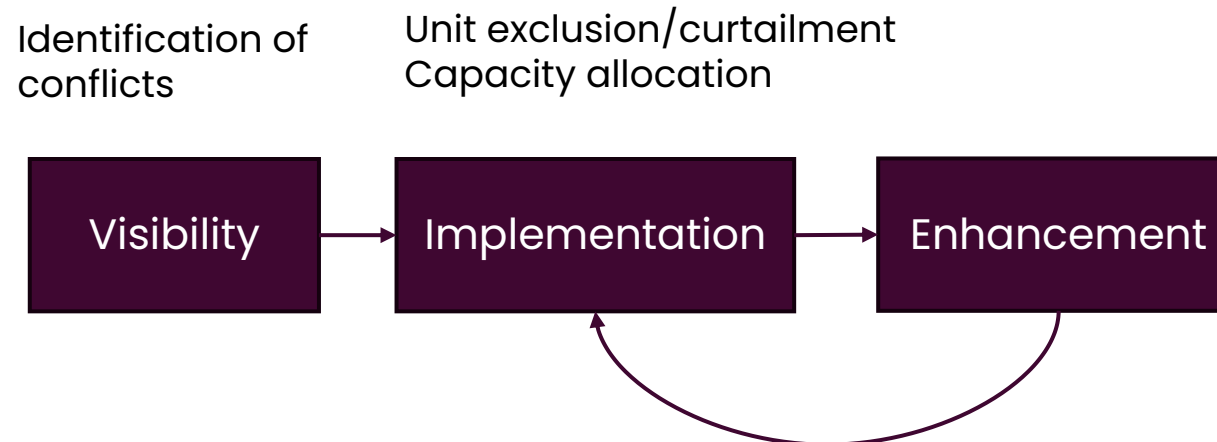 Identification of
conflicts
Unit exclusion/curtailment
Capacity allocation
Visibility
Implementation
Enhancement